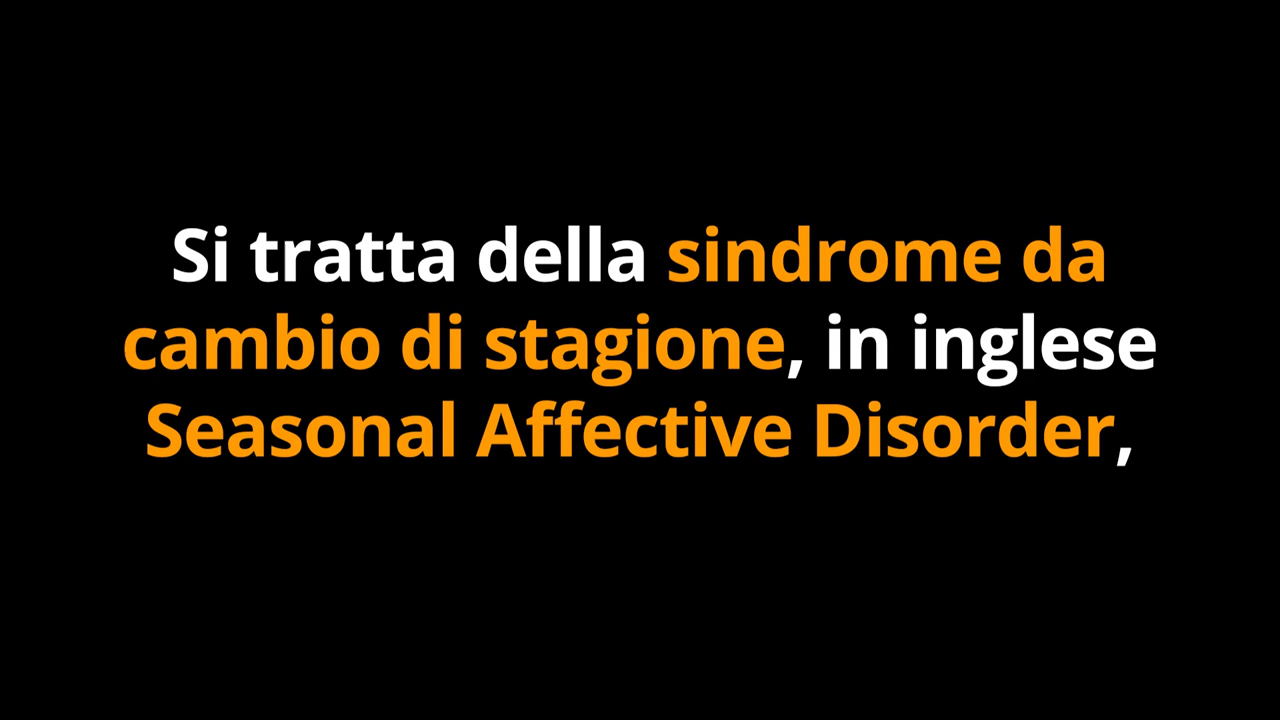 Si tratta della sindrome da
cambio di stagione, in inglese
Seasonal Affective Disorder,